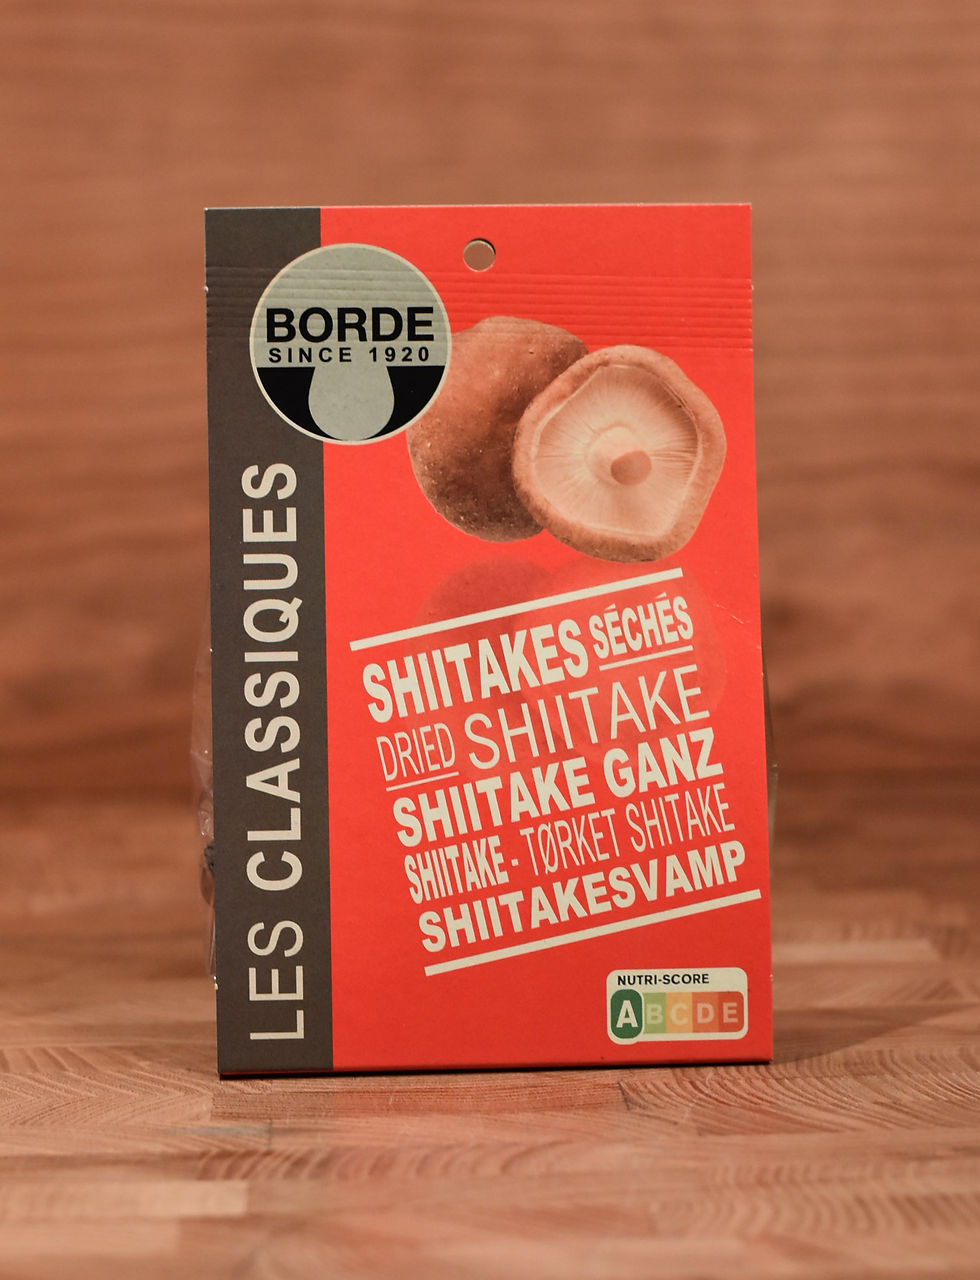 BORDE
SINCE 1920
LES CLASSIQUES
SHIITAKES SÉCHÉS
DRIED SHIITAKE
SHIITAKE GANZ
SHIITAKE - TØRKET SHITAKE
SHIITAKESVAMP
NUTRI-SCORE
A B C D E